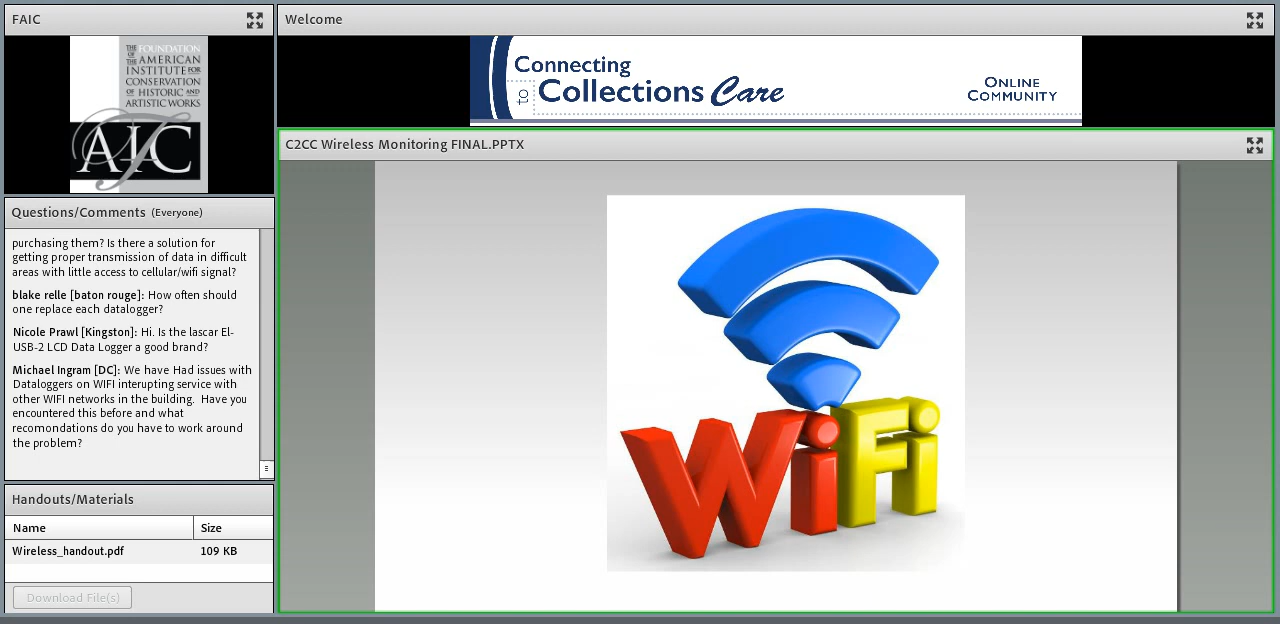 FAIC
THE FOUNDATION
OF THE AMERICAN
INSTITUTE FOR
CONSERVATION
OF HISTORIC AND
ARTISTIC WORKS
FAIC
Questions/Comments (Everyone)
purchasing them? Is there a solution for
getting proper transmission of data in difficult
areas with little access to cellular/wifi signal?
blake relle [baton rouge]: How often should
one replace each datalogger?
Nicole Prawl [Kingston]: Hi. Is the lascar El-
USB-2 LCD Data Logger a good brand?
Michael Ingram [DC]: We have Had issues with
Dataloggers on WIFI interupting service with
other WIFI networks in the building. Have you
encountered this before and what
recomondations do you have to work around
the problem?
Handouts/Materials
Name Size
Wireless_handout.pdf 109 KB
Download File(s)
Welcome
Connecting
to Collections Care
ONLINE
COMMUNITY
C2CC Wireless Monitoring FINAL.PPTX
WiFi